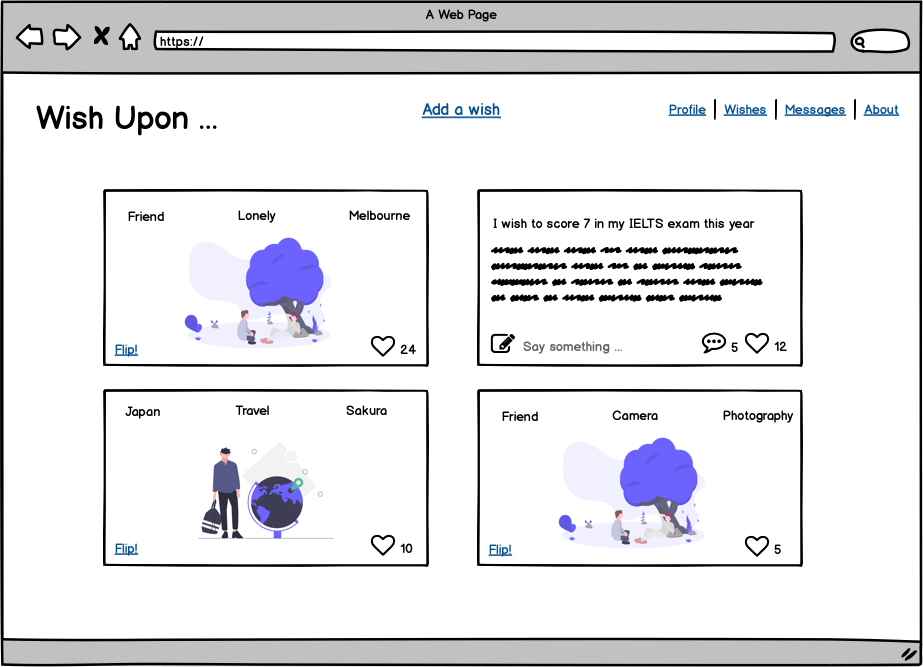 A Web Page
https://
Wish Upon ...
Add a wish
Profile
Wishes
Messages
About
Friend
Lonely
Melbourne
Flip!
24
I wish to score 7 in my IELTS exam this year
Say something ...
5
12
Japan
Travel
Sakura
Flip!
10
Friend
Camera
Photography
Flip!
5